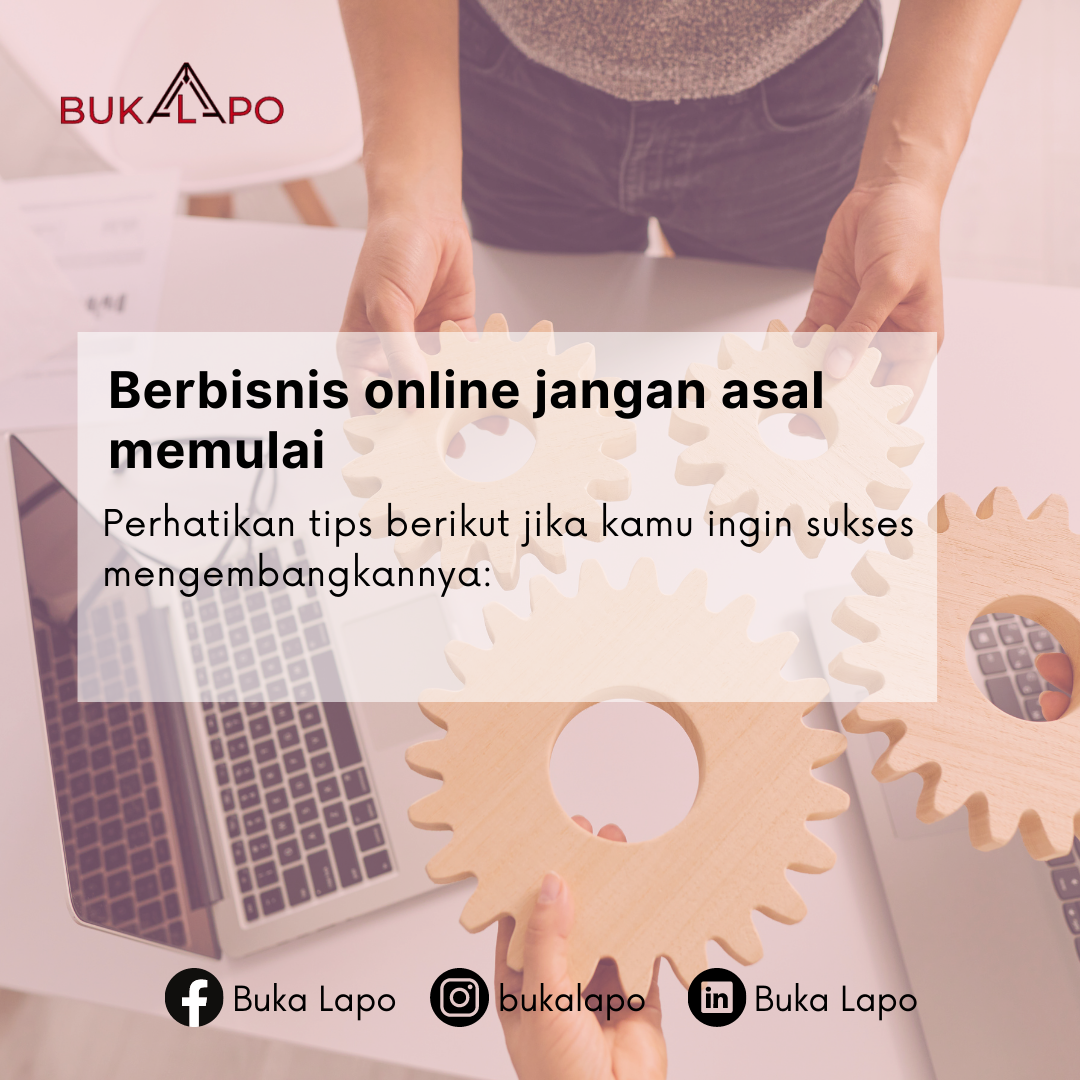 BUKALAPO
Berbisnis online jangan asal
memulai
Perhatikan tips berikut jika kamu ingin sukses
mengembangkannya:
Buka Lapo
bukalapo
in
Buka Lapo